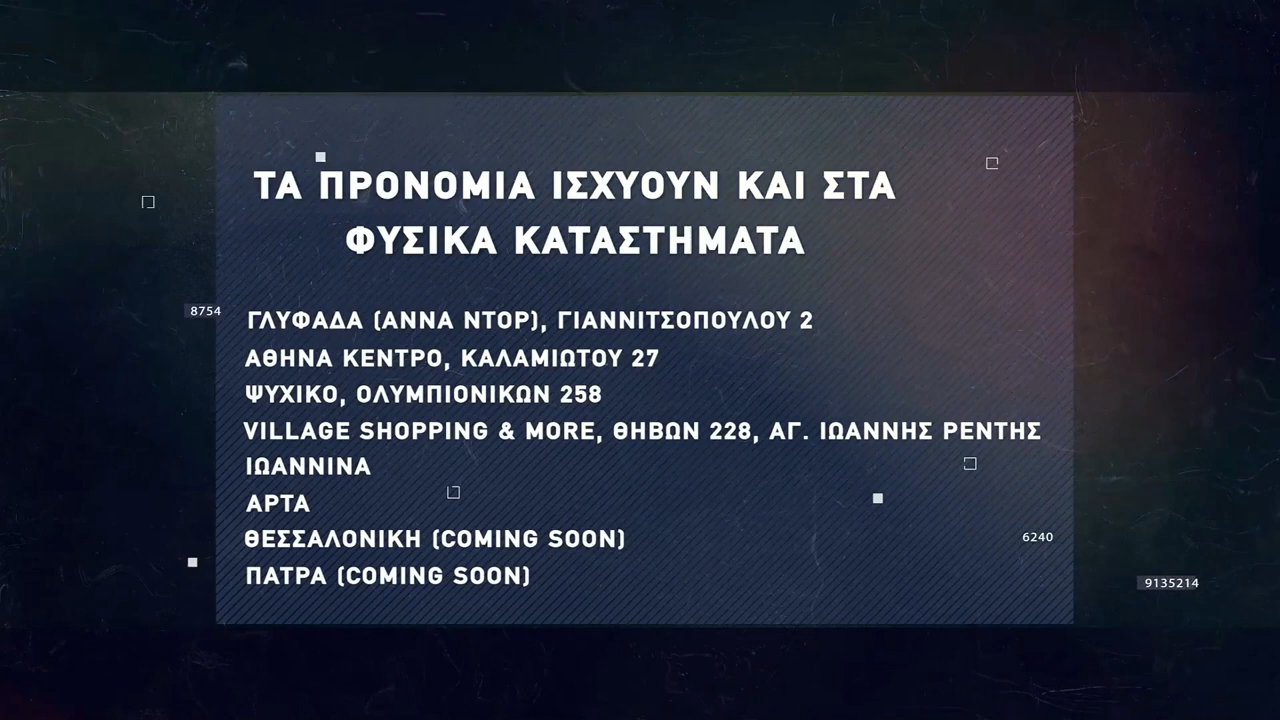 ΤΑ ΠΡΟΝΟΜΙΑ ΙΣΧΥΟΥΝ ΚΑΙ ΣΤΑ
ΦΥΣΙΚΑ ΚΑΤΑΣΤΗΜΑΤΑ
8754
ΓΛΥΦΑΔΑ (ΑΝΝΑ ΝΤΟΡ), ΓΙΑΝΝΙΤΣΟΠΟΥΛΟΥ 2
ΑΘΗΝΑ ΚΕΝΤΡΟ, ΚΑΛΑΜΙΩΤΟΥ 27
ΨΥΧΙΚΟ, ΟΛΥΜΠΙΟΝΙΚΩΝ 258
VILLAGE SHOPPING & MORE, ΘΗΒΩΝ 228, ΑΓ. ΙΩΑΝΝΗΣ ΡΕΝΤΗΣ
ΙΩΑΝΝΙΝΑ
ΑΡΤΑ
ΘΕΣΣΑΛΟΝΙΚΗ (COMING SOON)
6240
ΠΑΤΡΑ (COMING SOON)
9135214